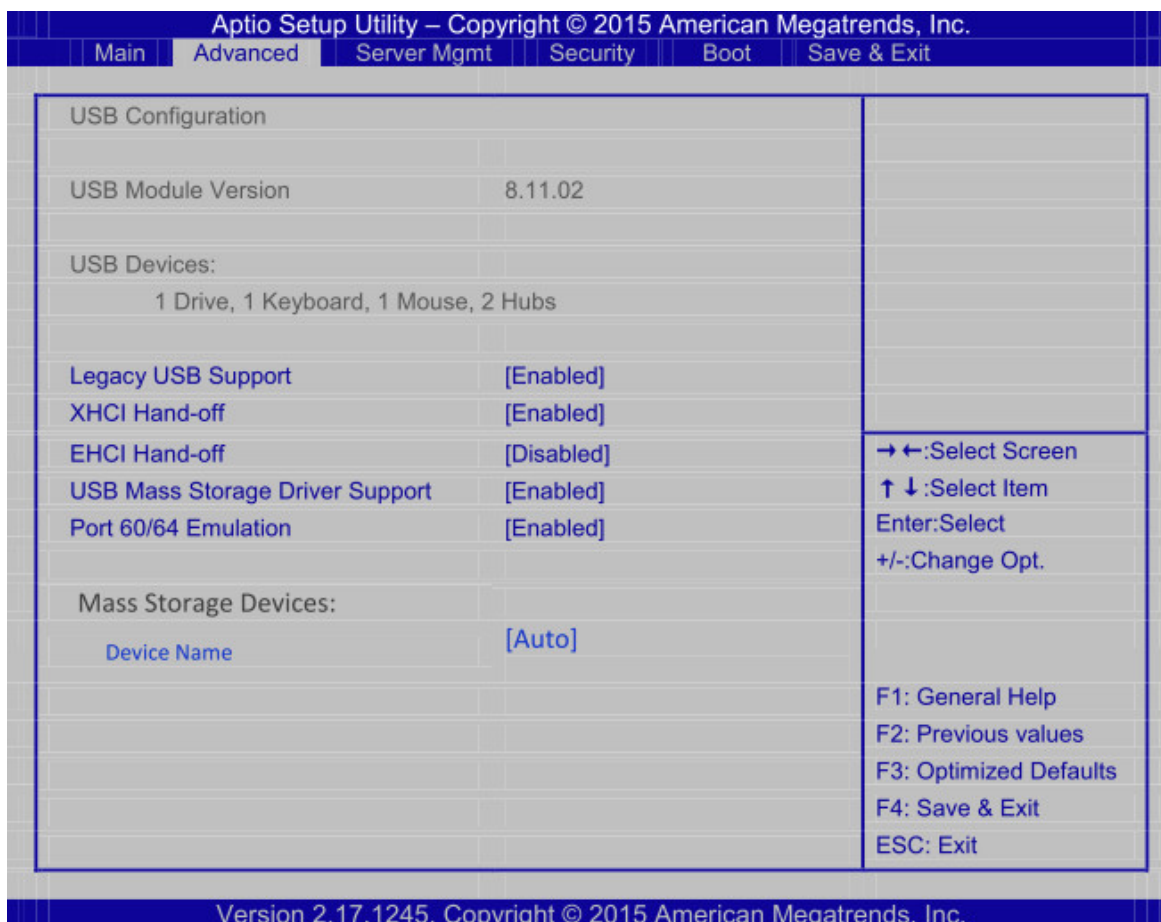 Aptio Setup Utility – Copyright © 2015 American Megatrends, Inc.
Main Advanced Server Mgmt Security Boot Save & Exit
USB Configuration
USB Module Version 8.11.02
USB Devices:
1 Drive, 1 Keyboard, 1 Mouse, 2 Hubs
Legacy USB Support [Enabled]
XHCI Hand-off [Enabled]
EHCI Hand-off [Disabled]
USB Mass Storage Driver Support [Enabled]
Port 60/64 Emulation [Enabled]
Mass Storage Devices:
Device Name [Auto]
→←:Select Screen
↑↓:Select Item
Enter:Select
+/-:Change Opt.
F1: General Help
F2: Previous values
F3: Optimized Defaults
F4: Save & Exit
ESC: Exit
Version 2.17.1245. Copyright © 2015 American Megatrends, Inc.